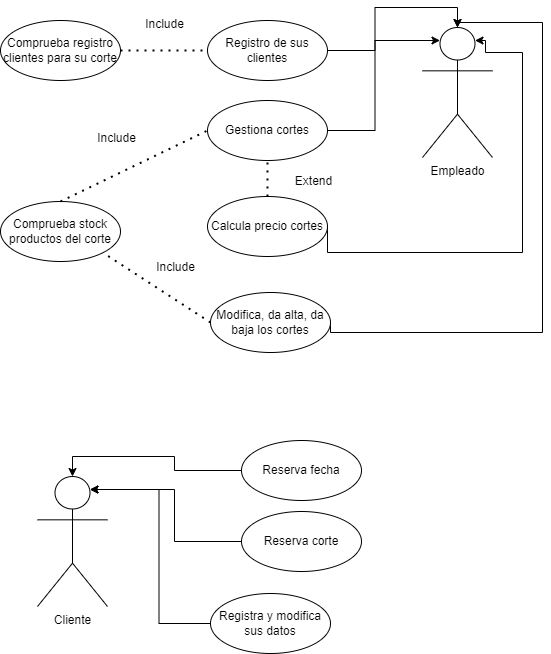 Include
Comprueba registro
clientes para su corte
Registro de sus
clientes
Include
Gestiona cortes
Empleado
Extend
Comprueba stock
productos del corte
Calcula precio cortes
Include
Modifica, da alta, da
baja los cortes
Reserva fecha
Reserva corte
Cliente
Registra y modifica
sus datos